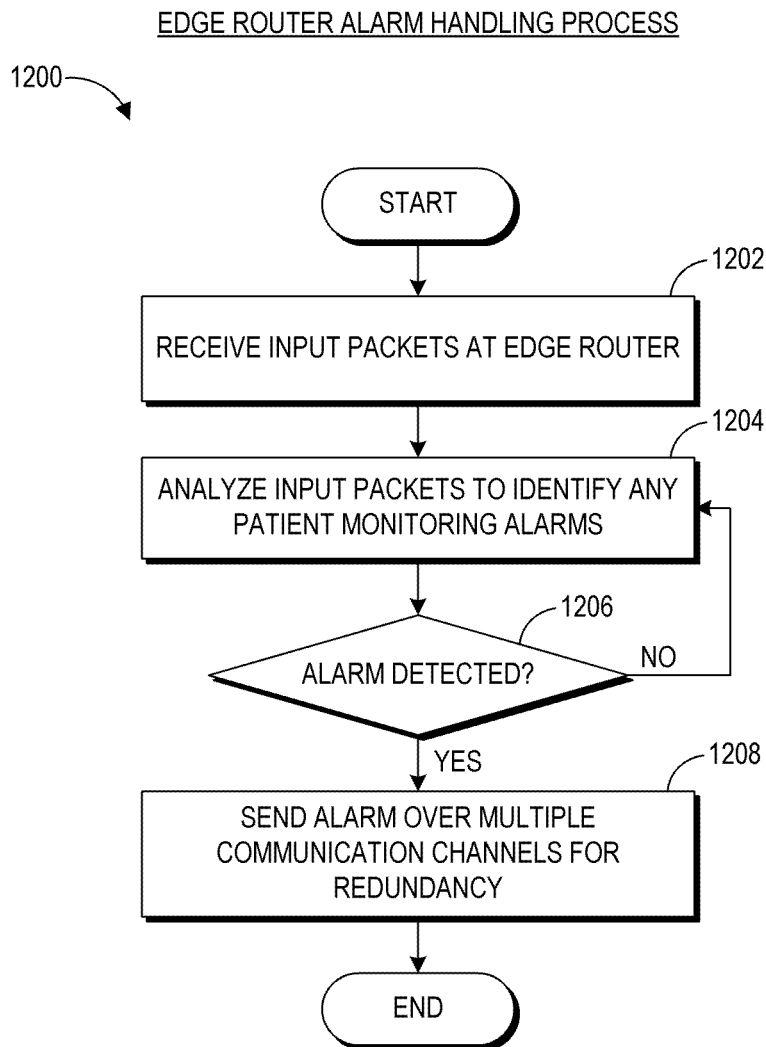 EDGE ROUTER ALARM HANDLING PROCESS
1200
START
1202
RECEIVE INPUT PACKETS AT EDGE ROUTER
1204
ANALYZE INPUT PACKETS TO IDENTIFY ANY
PATIENT MONITORING ALARMS
1206
ALARM DETECTED?
NO
YES
1208
SEND ALARM OVER MULTIPLE
COMMUNICATION CHANNELS FOR
REDUNDANCY
END